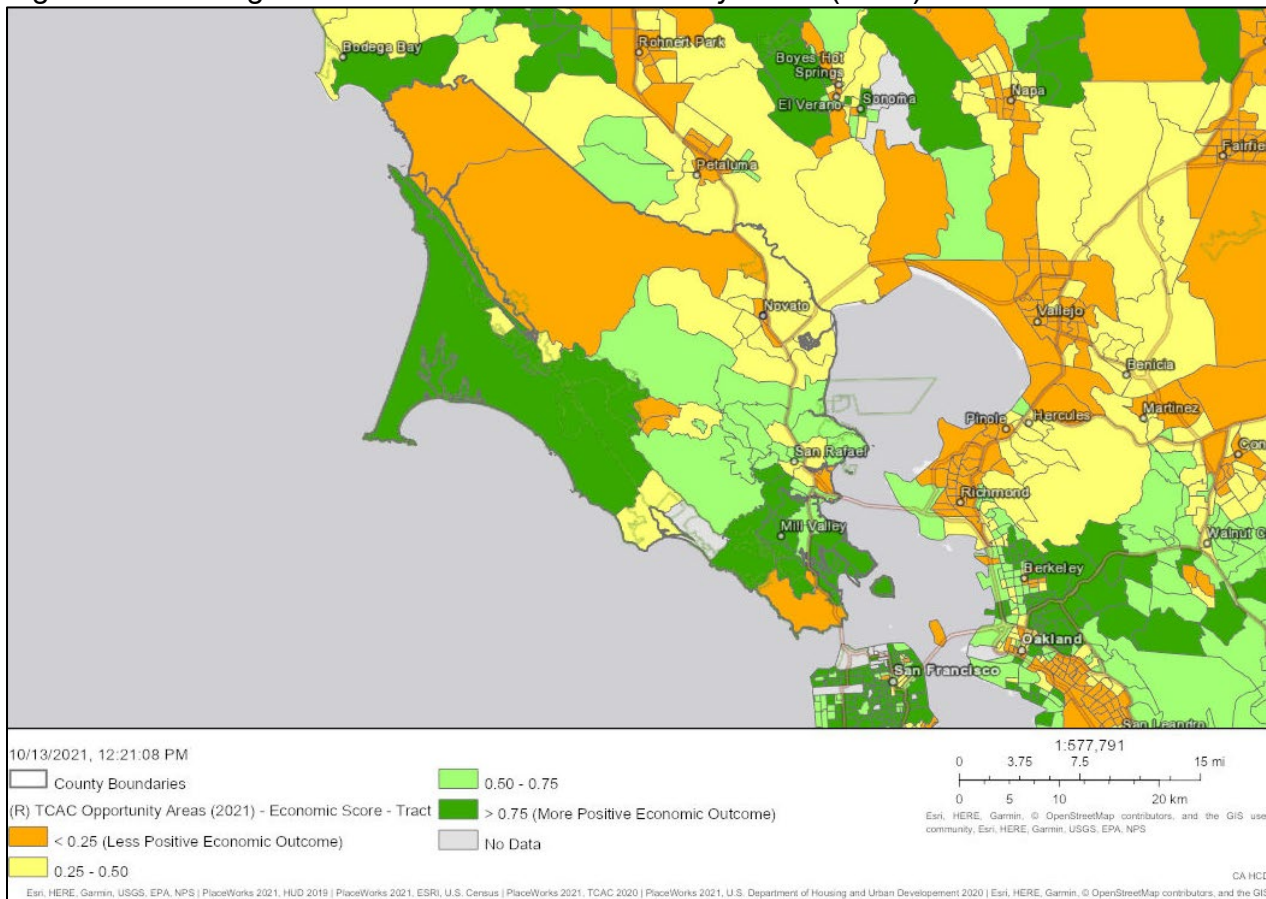 Bodega Bay
Rohnert Park
Boyes Hot
Springs
El Verano
Sonoma
Napa
Petaluma
Novato
Vallejo
Benicia
Pinole
Hercules
Martinez
San Rafael
Richmond
Mill Valley
Berkeley
Oakland
San Francisco
San Leandro
10/13/2021, 12:21:08 PM
County Boundaries
(R) TCAC Opportunity Areas (2021) - Economic Score - Tract
< 0.25 (Less Positive Economic Outcome)
0.25 - 0.50
0.50 - 0.75
> 0.75 (More Positive Economic Outcome)
No Data
1:577,791
0 3.75 7.5 15 mi
0 5 10 20 km
Esri, HERE, Garmin, © OpenStreetMap contributors, and the GIS use
community, Esri, HERE, Garmin, USGS, EPA, NPS
CA HCD
Esri, HERE, Garmin, USGS, EPA, NPS | PlaceWorks 2021, HUD 2019 | PlaceWorks 2021, ESRI, U.S. Census | PlaceWorks 2021, TCAC 2020 | PlaceWorks 2021, U.S. Department of Housing and Urban Developement 2020 | Esri, HERE, Garmin, © OpenStreetMap contributors, and the GIS